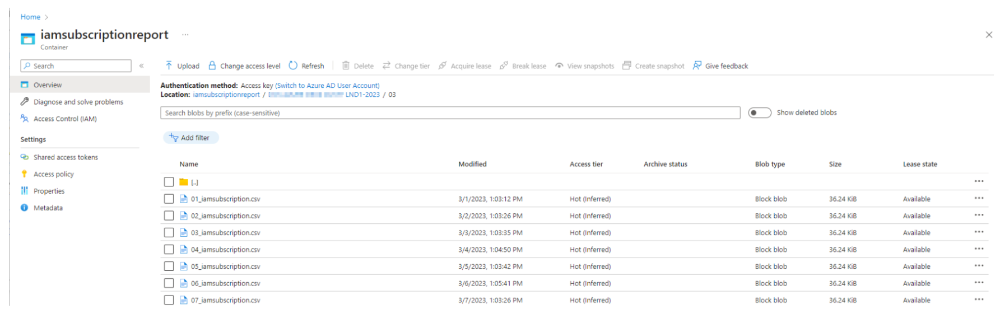 Home >
iamsubscriptionreport ...
Container
Search «
Upload Change access level Refresh Delete Change tier Acquire lease Break lease View snapshots Create snapshot Give feedback
Overview
Diagnose and solve problems
Access Control (IAM)
Settings
Shared access tokens
Access policy
Properties
Metadata
Authentication method: Access key (Switch to Azure AD User Account)
Location: iamsubscriptionreport / LND1-2023 / 03
Search blobs by prefix (case-sensitive)
Show deleted blobs
Add filter
Name Modified Access tier Archive status Blob type Size Lease state
[..] ...
01_iamsubscription.csv 3/1/2023, 1:03:12 PM Hot (Inferred) Block blob 36.24 KiB Available ...
02_iamsubscription.csv 3/2/2023, 1:03:26 PM Hot (Inferred) Block blob 36.24 KiB Available ...
03_iamsubscription.csv 3/3/2023, 1:03:35 PM Hot (Inferred) Block blob 36.24 KiB Available ...
04_iamsubscription.csv 3/4/2023, 1:04:50 PM Hot (Inferred) Block blob 36.24 KiB Available ...
05_iamsubscription.csv 3/5/2023, 1:03:42 PM Hot (Inferred) Block blob 36.24 KiB Available ...
06_iamsubscription.csv 3/6/2023, 1:05:41 PM Hot (Inferred) Block blob 36.24 KiB Available ...
07_iamsubscription.csv 3/7/2023, 1:03:26 PM Hot (Inferred) Block blob 36.24 KiB Available ...